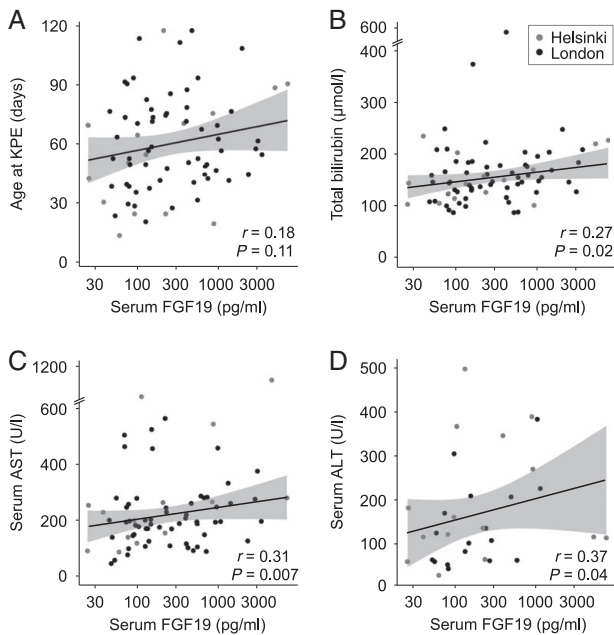 A
Age at KPE (days)
120
90
60
30
0
r = 0.18
P = 0.11
30 100 300 1000 3000
Serum FGF19 (pg/ml)
B
Total bilirubin (μmol/l)
600
400
300
200
100
0
Helsinki
London
r = 0.27
P = 0.02
30 100 300 1000 3000
Serum FGF19 (pg/ml)
C
Serum AST (U/l)
1200
600
400
200
0
r = 0.31
P = 0.007
30 100 300 1000 3000
Serum FGF19 (pg/ml)
D
Serum ALT (U/l)
500
400
300
200
100
0
r = 0.37
P = 0.04
30 100 300 1000 3000
Serum FGF19 (pg/ml)